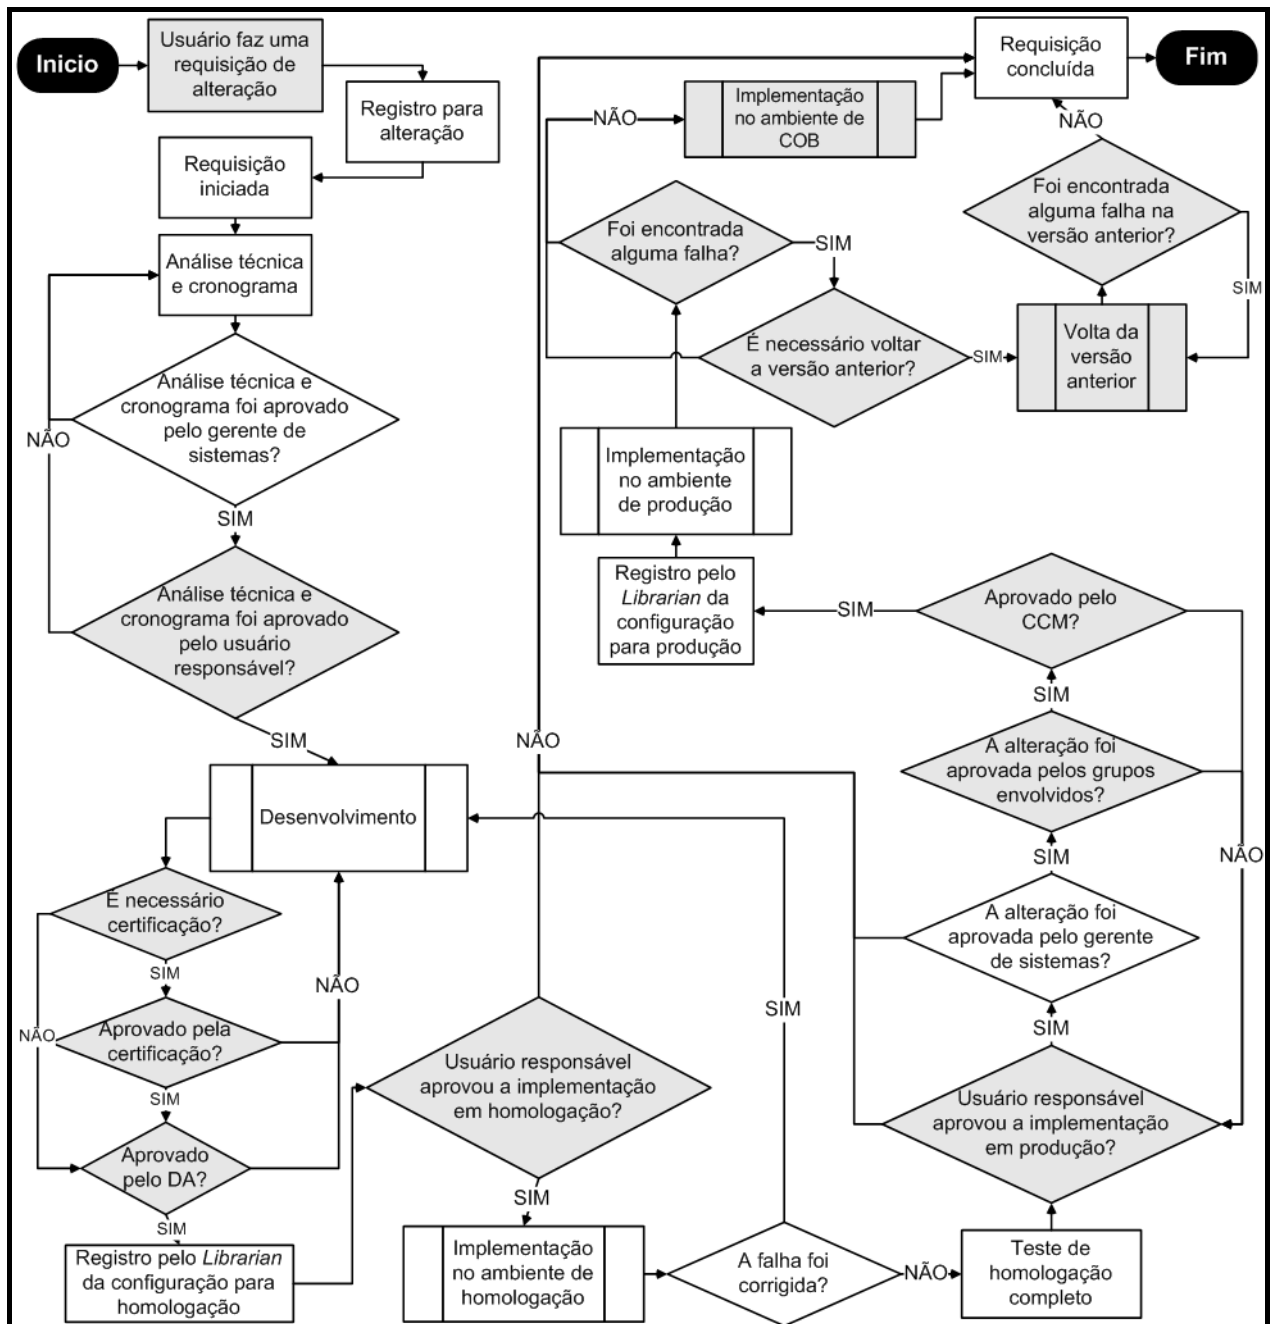 Inicio
Usuário faz uma
requisição de
alteração
Registro para
alteração
Requisição
iniciada
Análise técnica
e cronograma
Análise técnica e
cronograma foi aprovado
pelo gerente de
sistemas?
NÃO
SIM
Análise técnica e
cronograma foi aprovado
pelo usuário
responsável?
SIM
Desenvolvimento
É necessário
certificação?
SIM
NÃO
NÃO
Aprovado pela
certificação?
SIM
Aprovado
pelo DA?
SIM
Registro pelo Librarian
da configuração para
homologação
Usuário responsável
aprovou a implementação
em homologação?
NÃO
SIM
Implementação
no ambiente de
homologação
A falha foi
corrigida?
SIM
NÃO
Teste de
homologação
completo
Usuário responsável
aprovou a implementação
em produção?
SIM
A alteração foi
aprovada pelo gerente
de sistemas?
SIM
A alteração foi
aprovada pelos grupos
envolvidos?
SIM
NÃO
Aprovado pelo
CCM?
SIM
Registro pelo
Librarian da
configuração
para produção
Implementação
no ambiente
de produção
Foi encontrada
alguma falha?
NÃO
SIM
Implementação
no ambiente de
COB
É necessário voltar
a versão anterior?
SIM
Volta da
versão
anterior
Foi encontrada
alguma falha na
versão anterior?
SIM
NÃO
Requisição
concluída
Fim